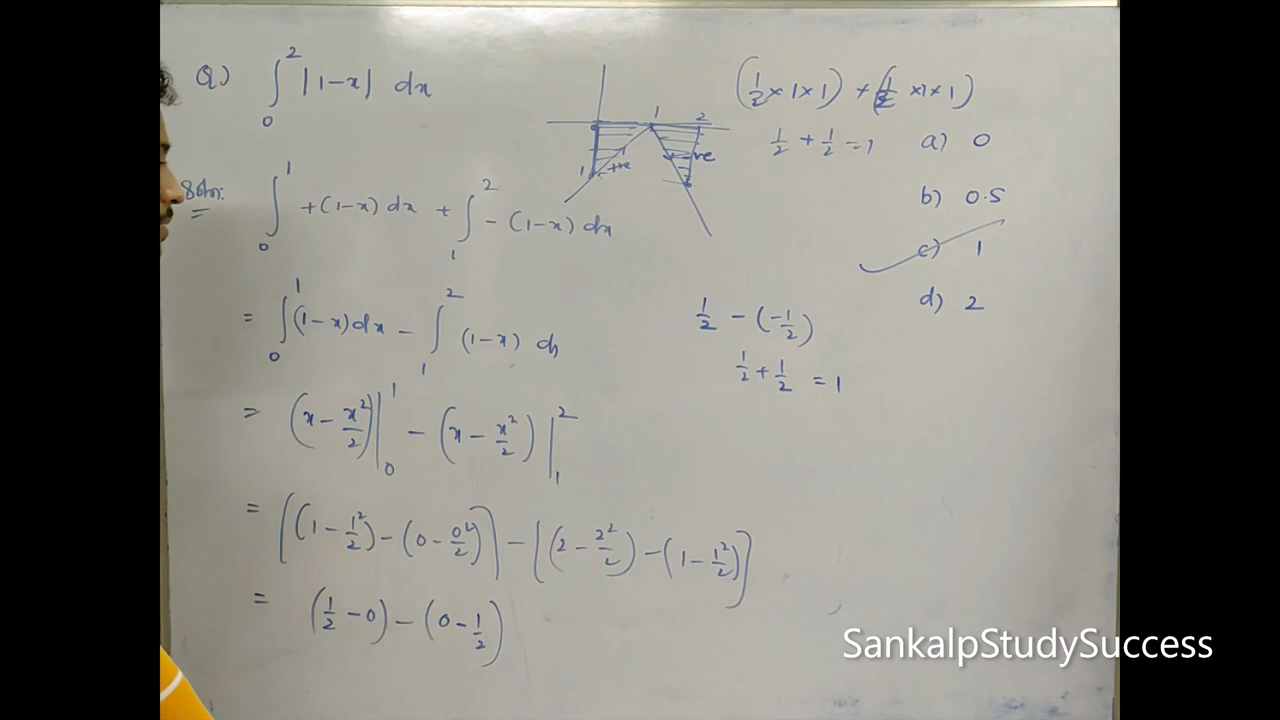 Q) ∫₀² |1-x| dx
Soln: ∫₀¹ +(1-x) dx + ∫₁² -(1-x) dx
= ∫₀¹ (1-x) dx - ∫₁² (1-x) dx
= (x - x²/2)|₀¹ - (x - x²/2)|₁²
= [(1 - 1²/2) - (0 - 0²/2)] - [(2 - 2²/2) - (1 - 1²/2)]
= (1/2 - 0) - (0 - 1/2)
1 2
1 +ve -ve
(1/2 × 1 × 1) + (1/2 × 1 × 1)
1/2 + 1/2 = 1
a) 0
b) 0.5
c) 1
d) 2
1/2 - (-1/2)
1/2 + 1/2 = 1
SankalpStudySuccess